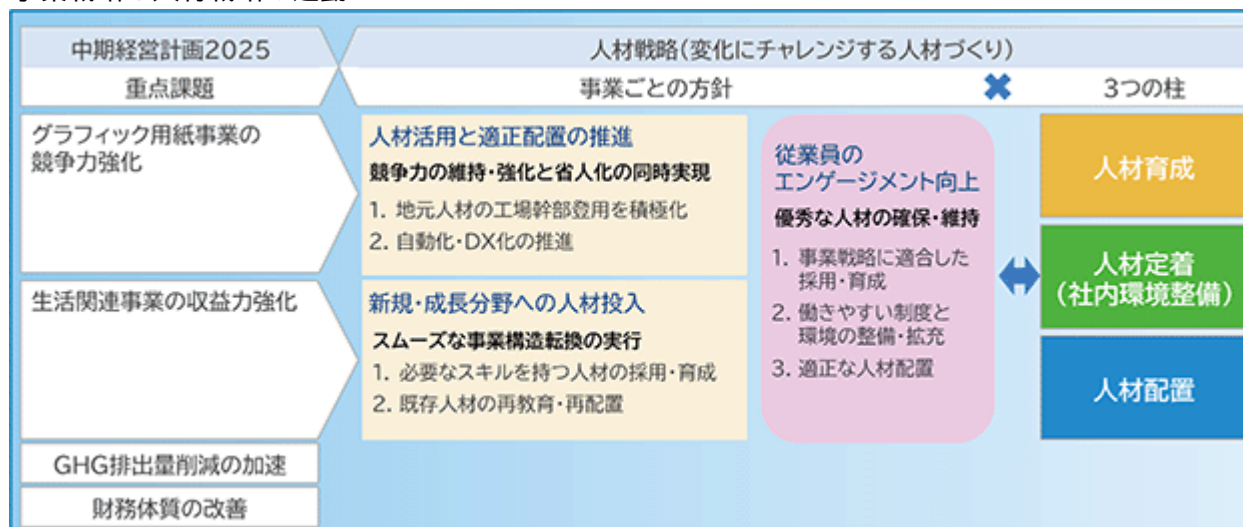 中期経営計画2025
人材戦略(変化にチャレンジする人材づくり)
重点課題
事業ごとの方針
✖
3つの柱
グラフィック用紙事業の
競争力強化
人材活用と適正配置の推進
競争力の維持・強化と省人化の同時実現
1. 地元人材の工場幹部登用を積極化
2. 自動化・DX化の推進
生活関連事業の収益力強化
新規・成長分野への人材投入
スムーズな事業構造転換の実行
1. 必要なスキルを持つ人材の採用・育成
2. 既存人材の再教育・再配置
従業員の
エンゲージメント向上
優秀な人材の確保・維持
1. 事業戦略に適合した
採用・育成
2. 働きやすい制度と
環境の整備・拡充
3. 適正な人材配置
人材育成
人材定着
(社内環境整備)
人材配置
GHG排出量削減の加速
財務体質の改善